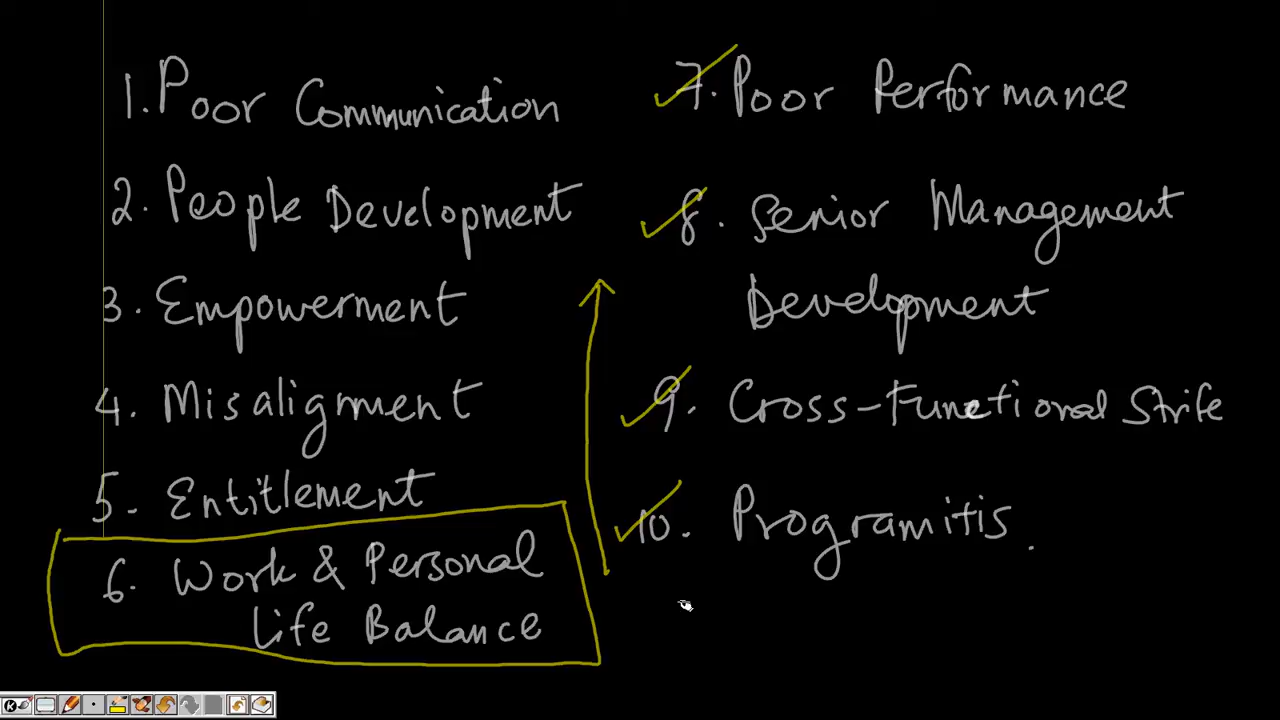 1. Poor Communication
2. People Development
3. Empowerment
4. Misalignment
5. Entitlement
6. Work & Personal
Life Balance
7. Poor Performance
8. Senior Management
Development
9. Cross-Functional Strife
10. Programitis.